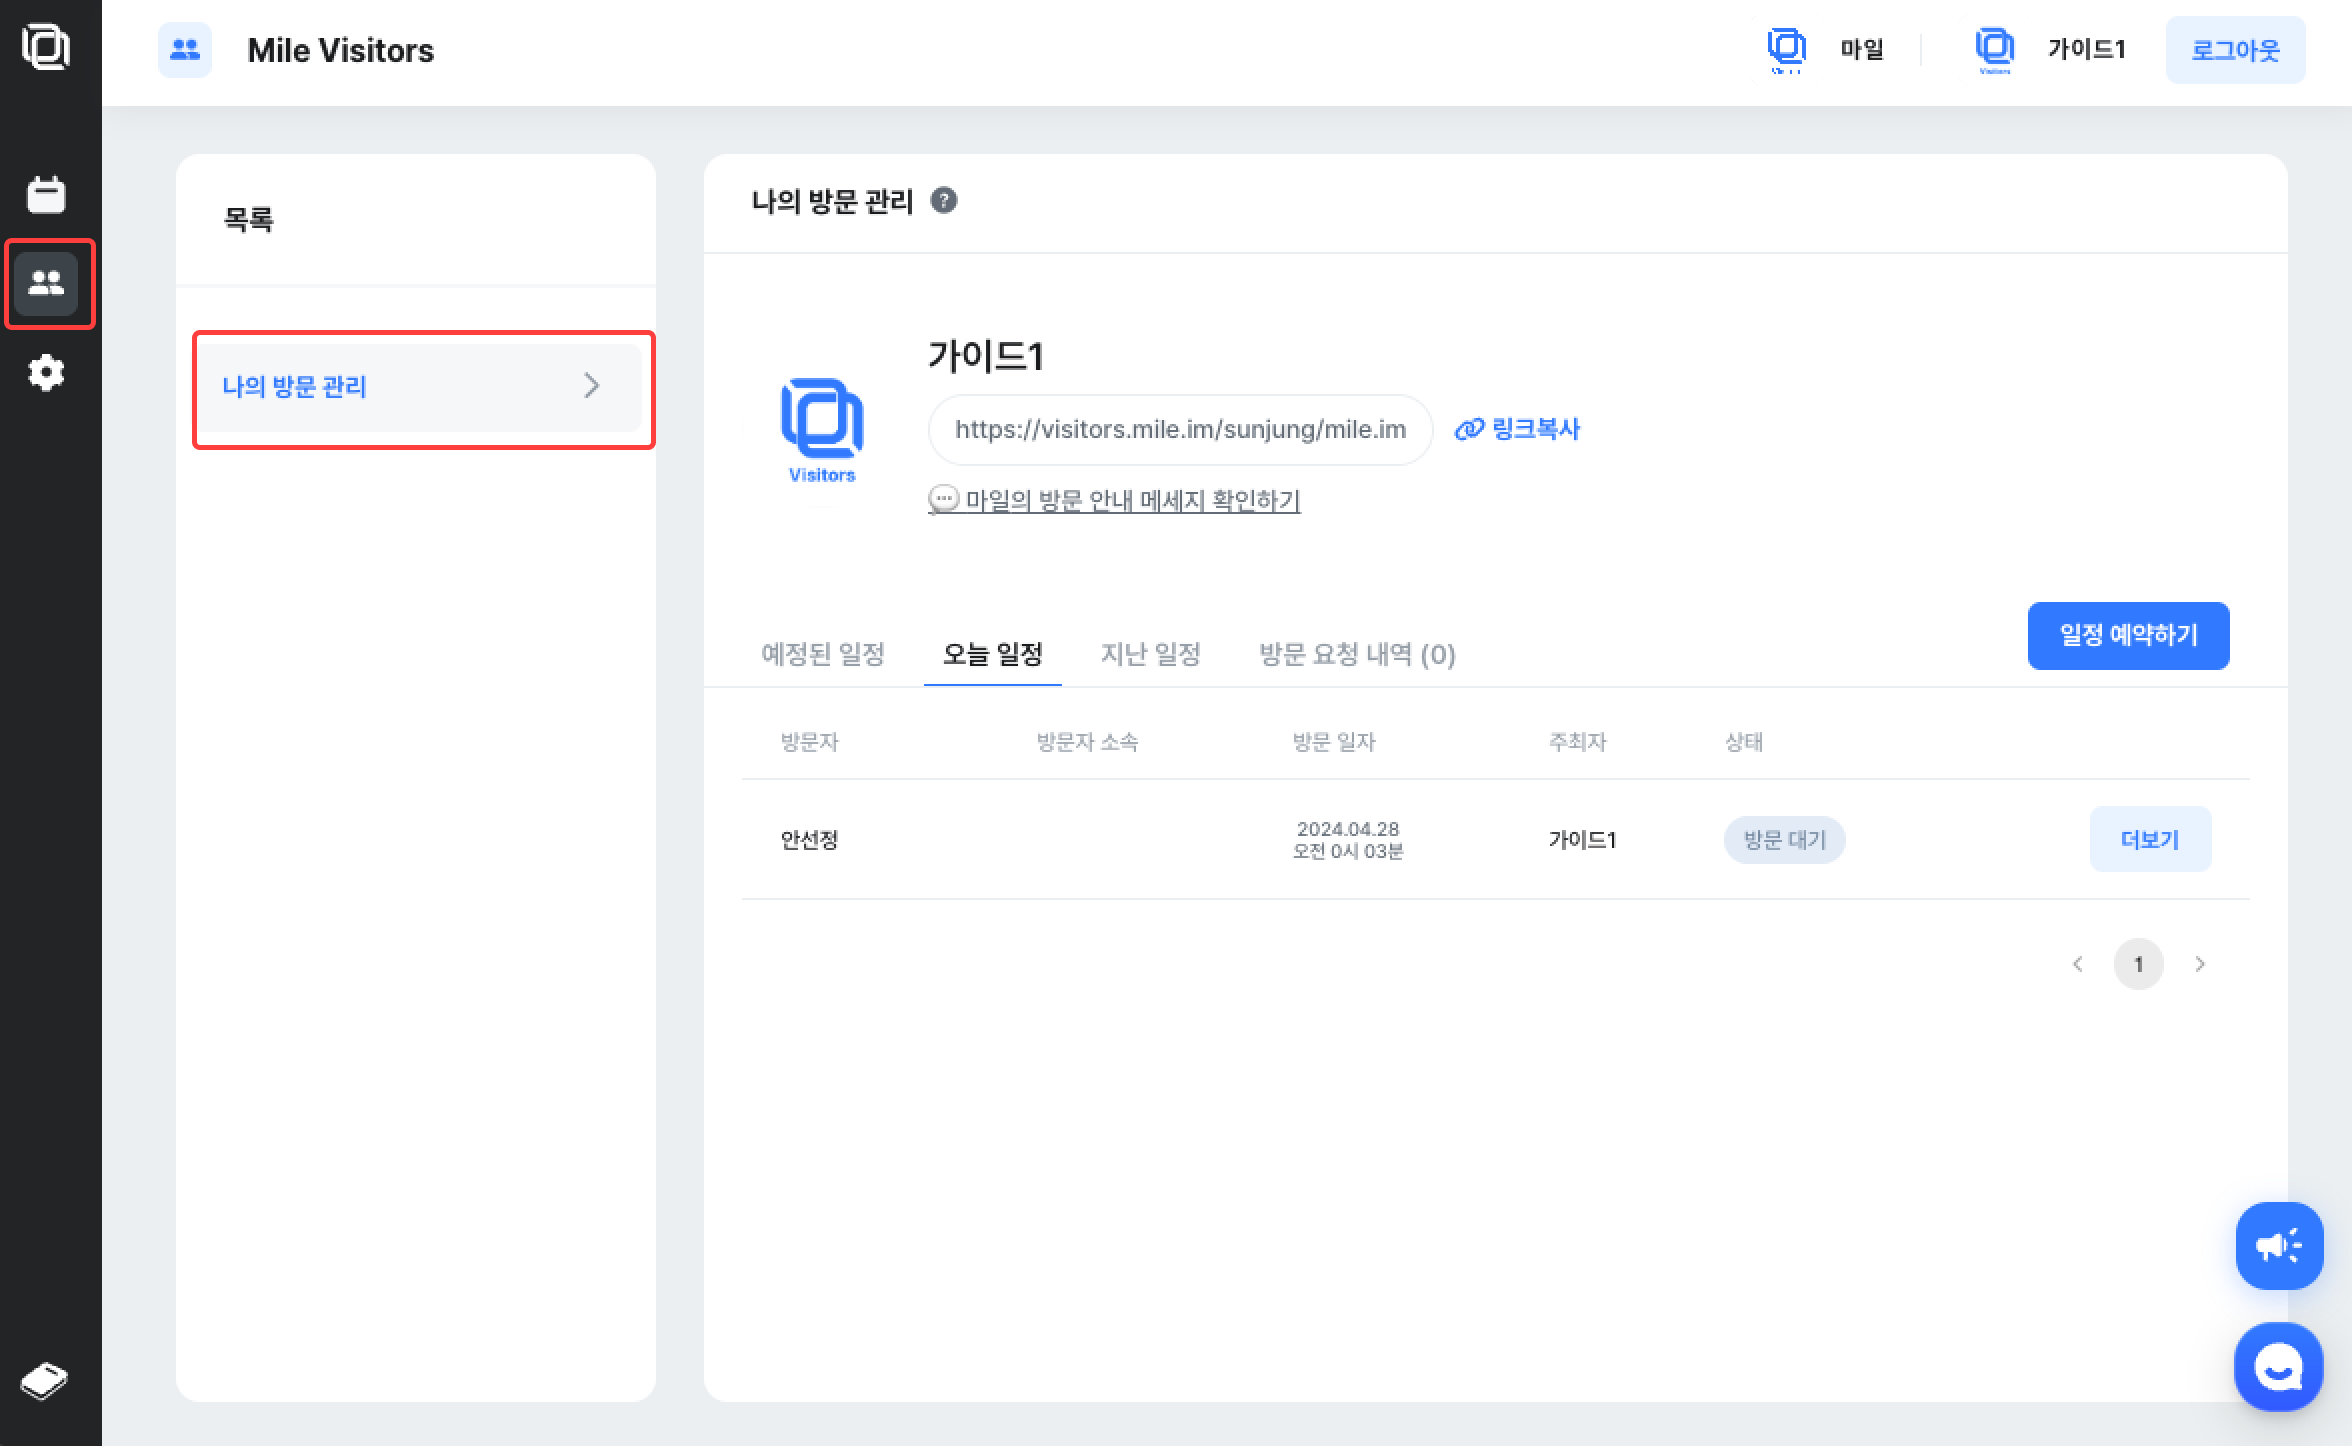 Mile Visitors
마일
Visitors
가이드1
로그아웃
목록
나의 방문 관리
나의 방문 관리 ?
가이드1
https://visitors.mile.im/sunjung/mile.im
링크복사
Visitors
마일의 방문 안내 메세지 확인하기
예정된 일정 오늘 일정 지난 일정 방문 요청 내역 (0)
일정 예약하기
방문자 방문자 소속 방문 일자 주최자 상태
안선정 2024.04.28 가이드1 방문 대기 더보기
오전 0시 03분
1